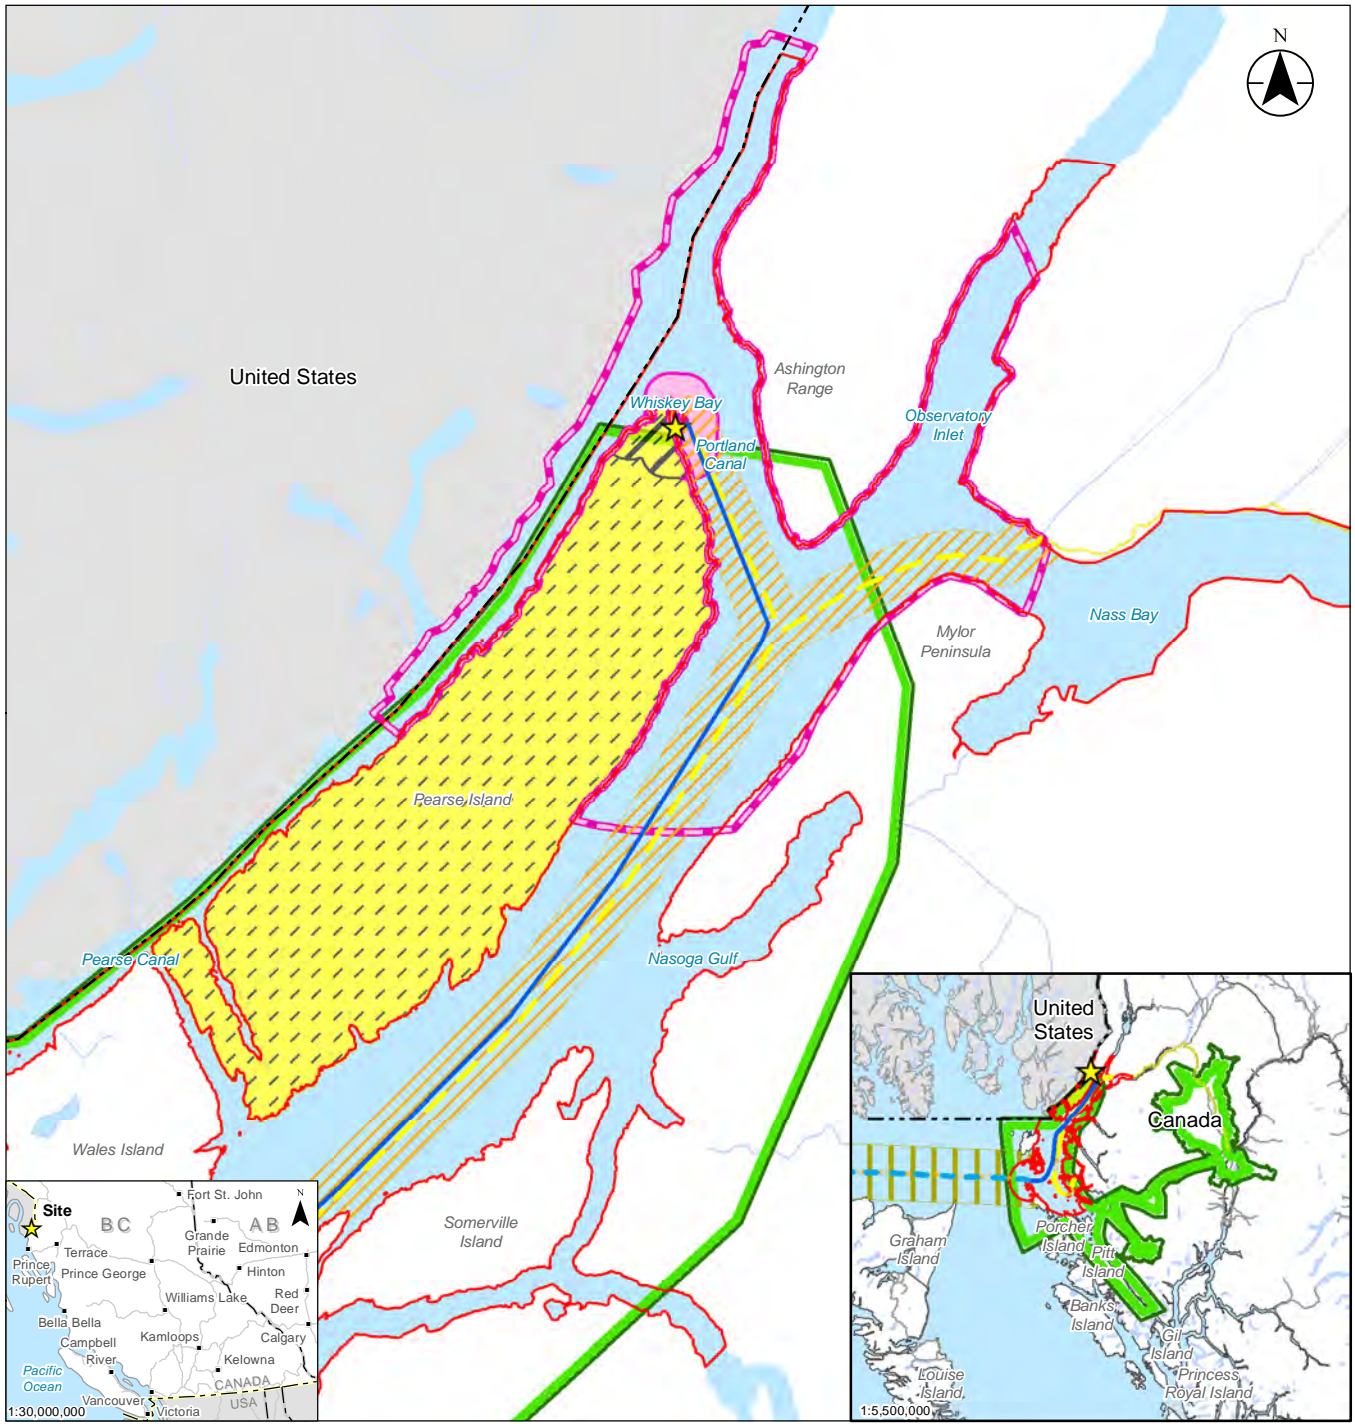 N
United States
Ashington
Range
Whiskey Bay
Observatory
Inlet
Portland
Canal
Nass Bay
Mylor
Peninsula
Pearse Island
Pearse Canal
Nasoga Gulf
Wales Island
Somerville
Island
N
Fort St. John
Site
BC
AB
Grande
Prairie
Edmonton
Terrace
Prince
Rupert
Prince George
Hinton
Williams Lake
Red
Deer
Bella Bella
Campbell
River
Kamloops
Calgary
Kelowna
Pacific
Ocean
CANADA
USA
Vancouver
Victoria
1:30,000,000
United
States
Canada
Graham
Island
Porcher
Island
Pitt
Island
Banks
Island
Gil
Island
Louise
Island
Princess
Royal Island
1:5,500,000